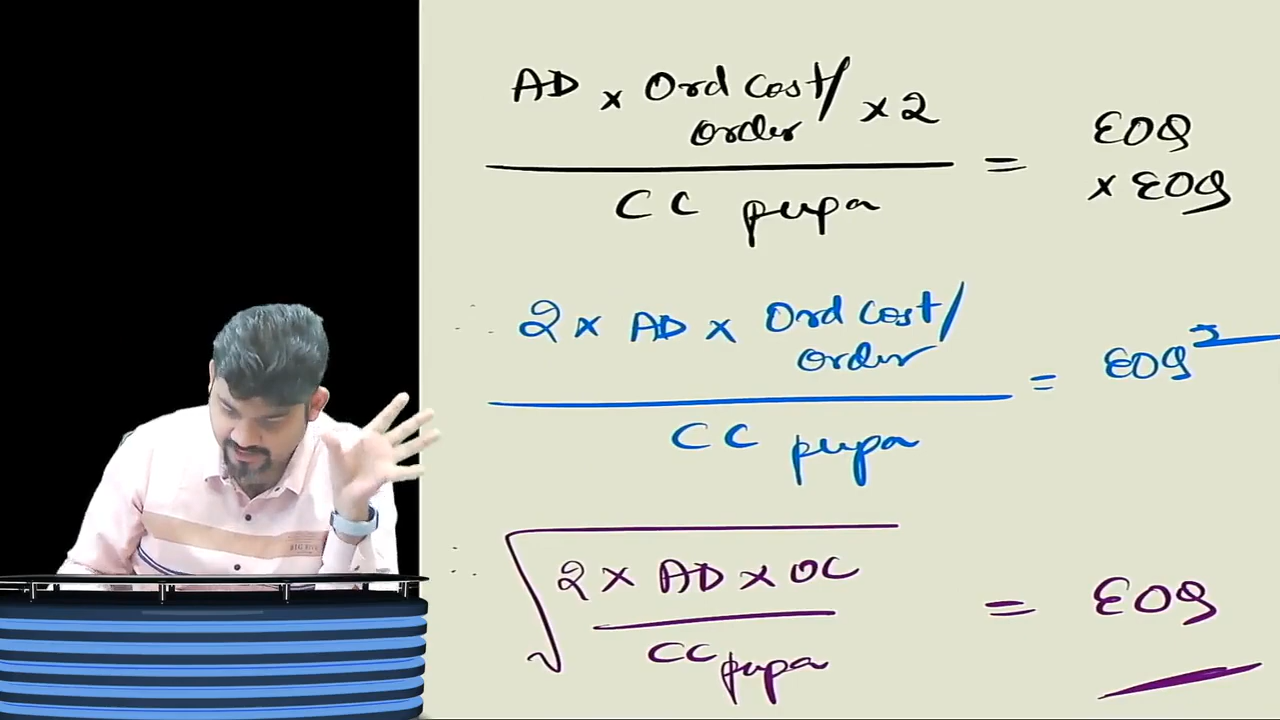 AD × Ord Cost/ order × 2 = EOQ × EOQ
CC pupa
∴ 2 × AD × Ord Cost/ order = EOQ²
CC pupa
∴ √ 2 × AD × OC = EOQ
CC pupa